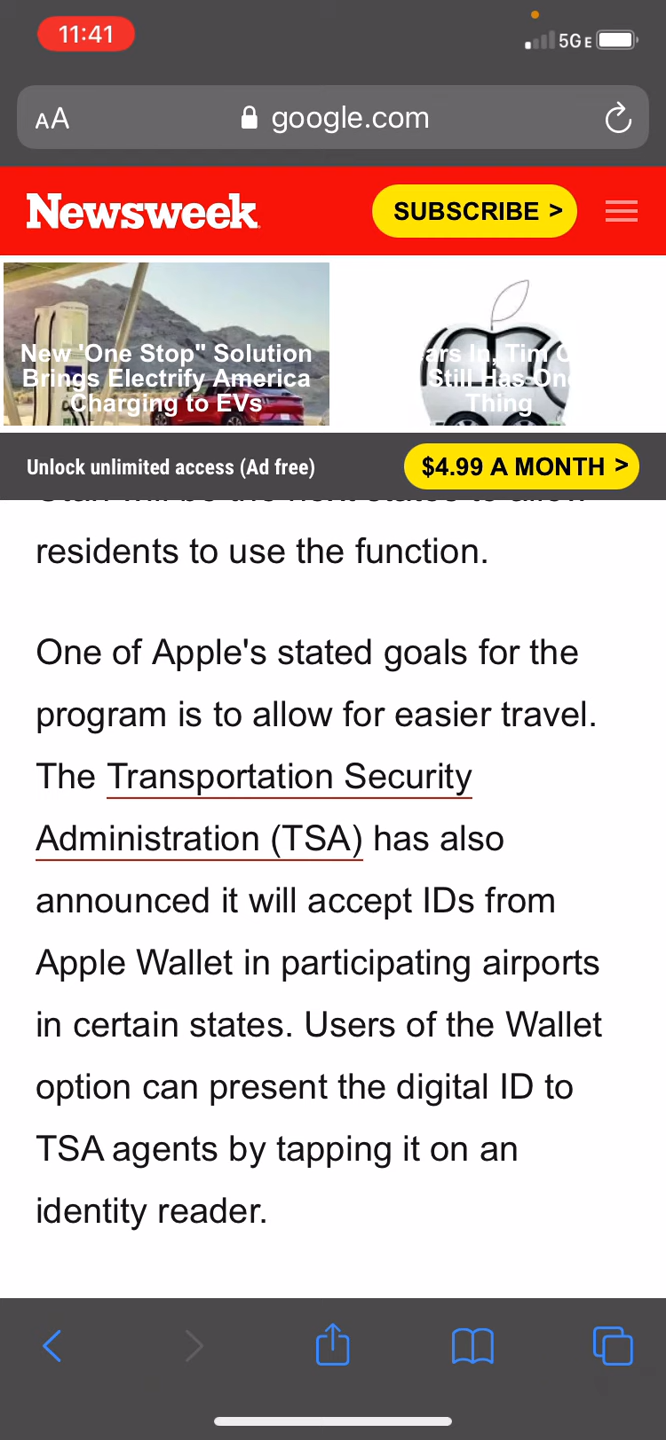 11:41
5GE
AA
google.com
Newsweek
SUBSCRIBE >
New 'One Stop" Solution
Brings Electrify America
Charging to EVs
In, Tim
Still Has One
Thing
Unlock unlimited access (Ad free)
$4.99 A MONTH >
residents to use the function.
One of Apple's stated goals for the
program is to allow for easier travel.
The Transportation Security
Administration (TSA) has also
announced it will accept IDs from
Apple Wallet in participating airports
in certain states. Users of the Wallet
option can present the digital ID to
TSA agents by tapping it on an
identity reader.